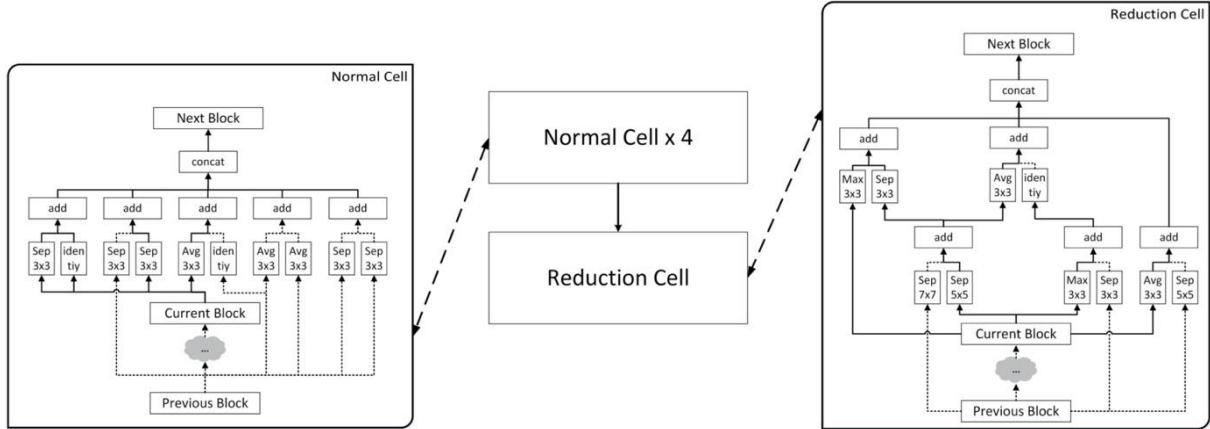 Normal Cell
Next Block
concat
add add add add add
Sep iden Sep Sep Avg iden Avg Avg Sep Sep
3x3 tiy 3x3 3x3 3x3 tiy 3x3 3x3 3x3 3x3
Current Block
...
Previous Block
Normal Cell x 4
Reduction Cell
Reduction Cell
Next Block
concat
add add
Max Sep Avg iden
3x3 3x3 3x3 tiy
add add add
Sep Sep Max Sep Avg Sep
7x7 5x5 3x3 3x3 3x3 5x5
Current Block
...
Previous Block